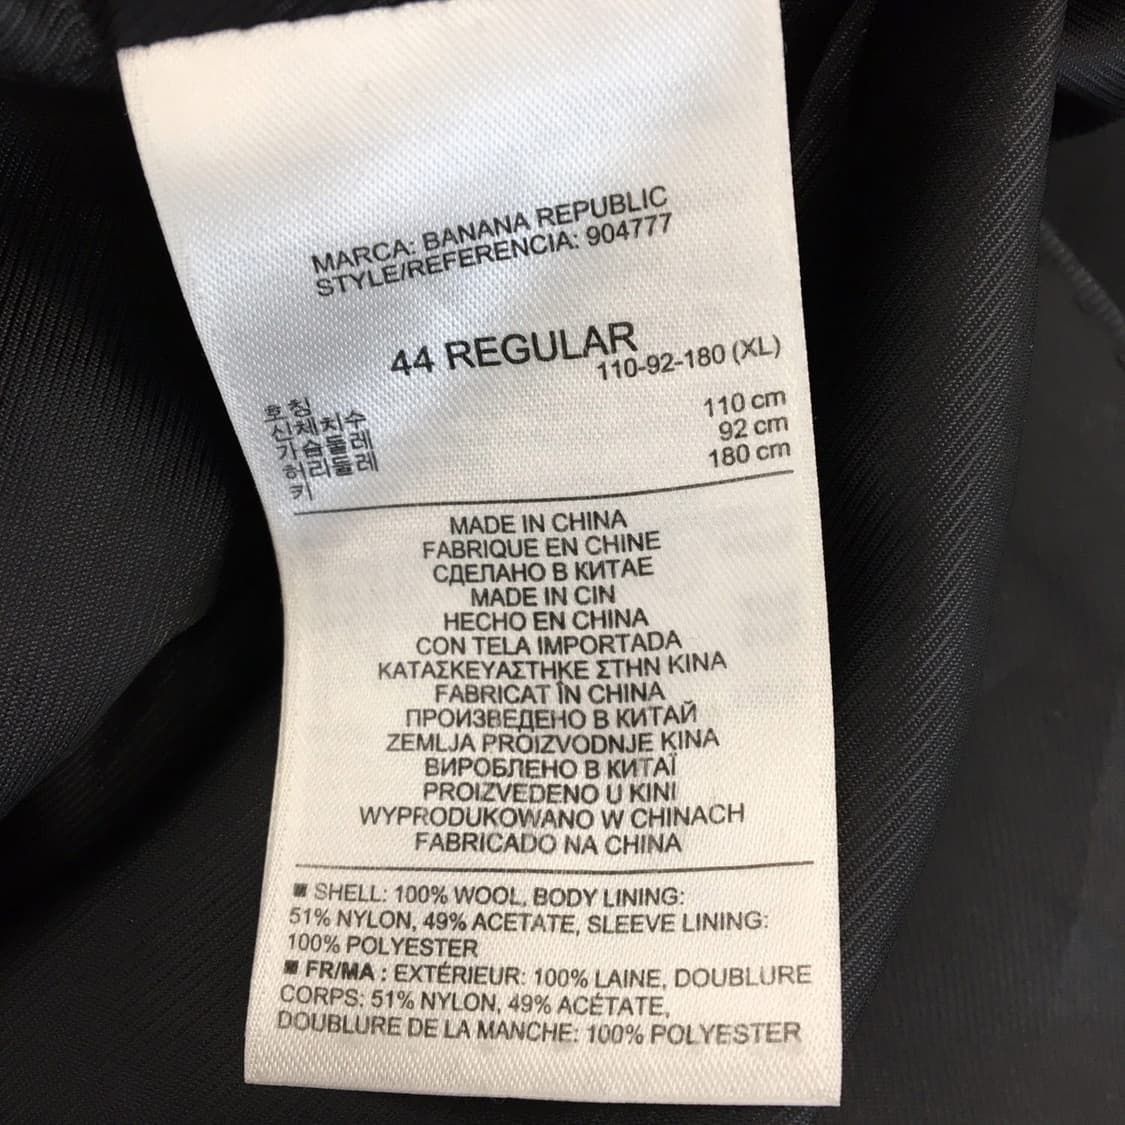 MARCA: BANANA REPUBLIC
STYLE/REFERENCIA: 904777
44 REGULAR
110-92-180 (XL)
호칭
신체치수
가슴둘레 110 cm
허리둘레 92 cm
키 180 cm
MADE IN CHINA
FABRIQUE EN CHINE
СДЕЛАНО В КИТАЕ
MADE IN CIN
HECHO EN CHINA
CON TELA IMPORTADA
ΚΑΤΑΣΚΕΥΑΣΤΗΚΕ ΣΤΗΝ ΚΙΝΑ
FABRICAT ÎN CHINA
ПРОИЗВЕДЕНО В КИТАЙ
ZEMLJA PROIZVODNJE KINA
ВИРОБЛЕНО В КИТАЇ
PROIZVEDENO U KINI
WYPRODUKOWANO W CHINACH
FABRICADO NA CHINA
■ SHELL: 100% WOOL, BODY LINING:
51% NYLON, 49% ACETATE, SLEEVE LINING:
100% POLYESTER
■ FR/MA : EXTÉRIEUR: 100% LAINE, DOUBLURE
CORPS: 51% NYLON, 49% ACÉTATE,
DOUBLURE DE LA MANCHE: 100% POLYESTER